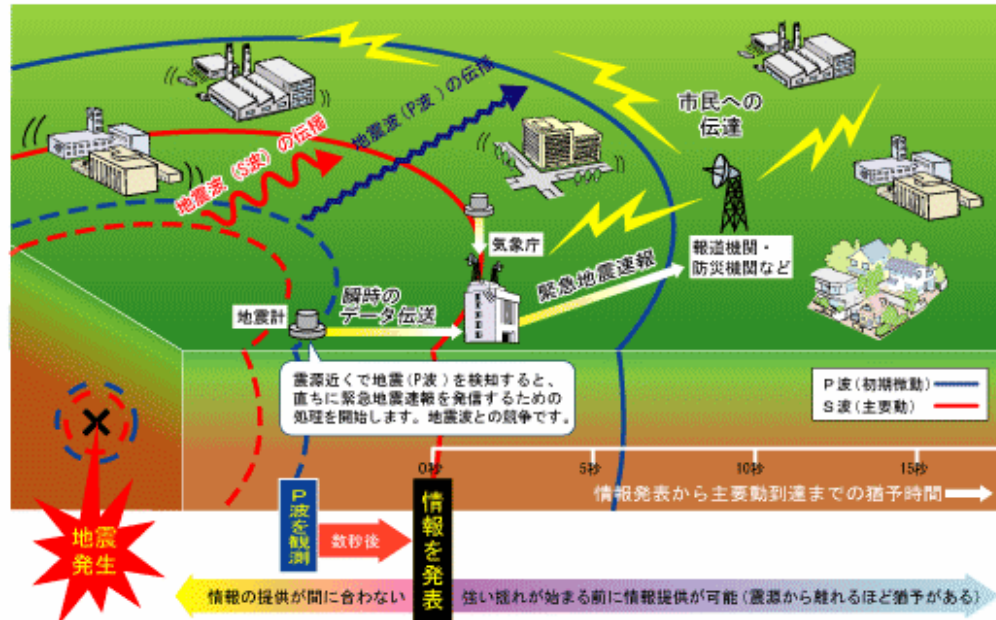 地震波(P波)の伝播
地震波(S波)の伝播
市民への
伝達
気象庁
報道機関・
防災機関など
緊急地震速報
瞬時の
データ伝送
地震計
震源近くで地震(P波)を検知すると、
直ちに緊急地震速報を発信するための
処理を開始します。地震波との競争です。
P波(初期微動)
S波(主要動)
0秒
5秒
10秒
15秒
情報発表から主要動到達までの猶予時間
地震
発生
P波を観測
数秒後
情報を発表
情報の提供が間に合わない
強い揺れが始まる前に情報提供が可能(震源から離れるほど猶予がある)